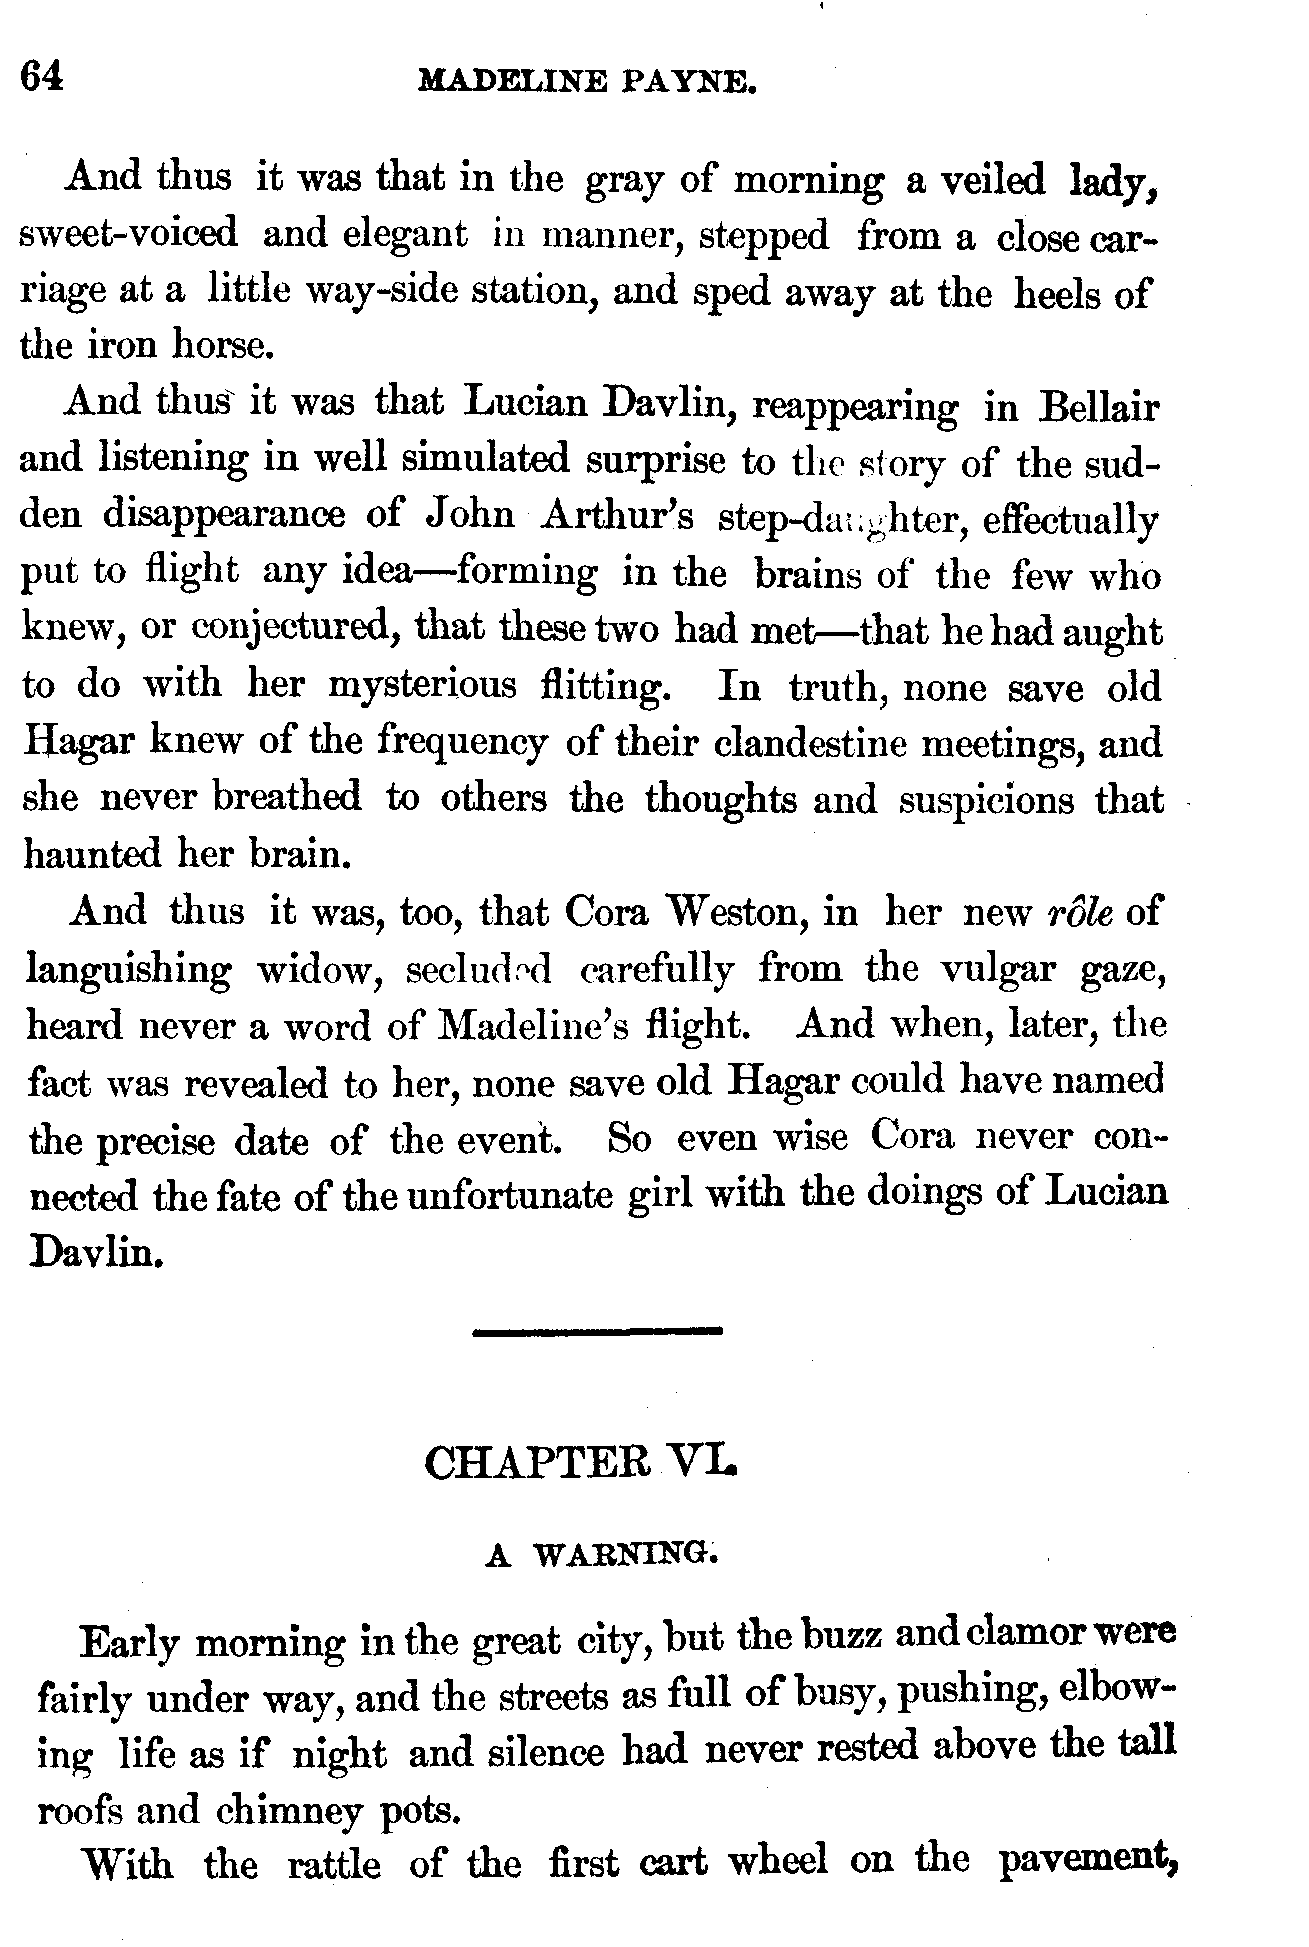 64 MADELINE PAYNE.
And thus it was that in the gray of morning a veiled lady,
sweet-voiced and elegant in manner, stepped from a close car-
riage at a little way-side station, and sped away at the heels of
the iron horse.
And thus it was that Lucian Davlin, reappearing in Bellair
and listening in well simulated surprise to the story of the sud-
den disappearance of John Arthur's step-daughter, effectually
put to flight any idea—forming in the brains of the few who
knew, or conjectured, that these two had met—that he had aught
to do with her mysterious flitting. In truth, none save old
Hagar knew of the frequency of their clandestine meetings, and
she never breathed to others the thoughts and suspicions that
haunted her brain.
And thus it was, too, that Cora Weston, in her new rôle of
languishing widow, secluded carefully from the vulgar gaze,
heard never a word of Madeline's flight. And when, later, the
fact was revealed to her, none save old Hagar could have named
the precise date of the event. So even wise Cora never con-
nected the fate of the unfortunate girl with the doings of Lucian
Davlin.
CHAPTER VI.
A WARNING.
Early morning in the great city, but the buzz and clamor were
fairly under way, and the streets as full of busy, pushing, elbow-
ing life as if night and silence had never rested above the tall
roofs and chimney pots.
With the rattle of the first cart wheel on the pavement,